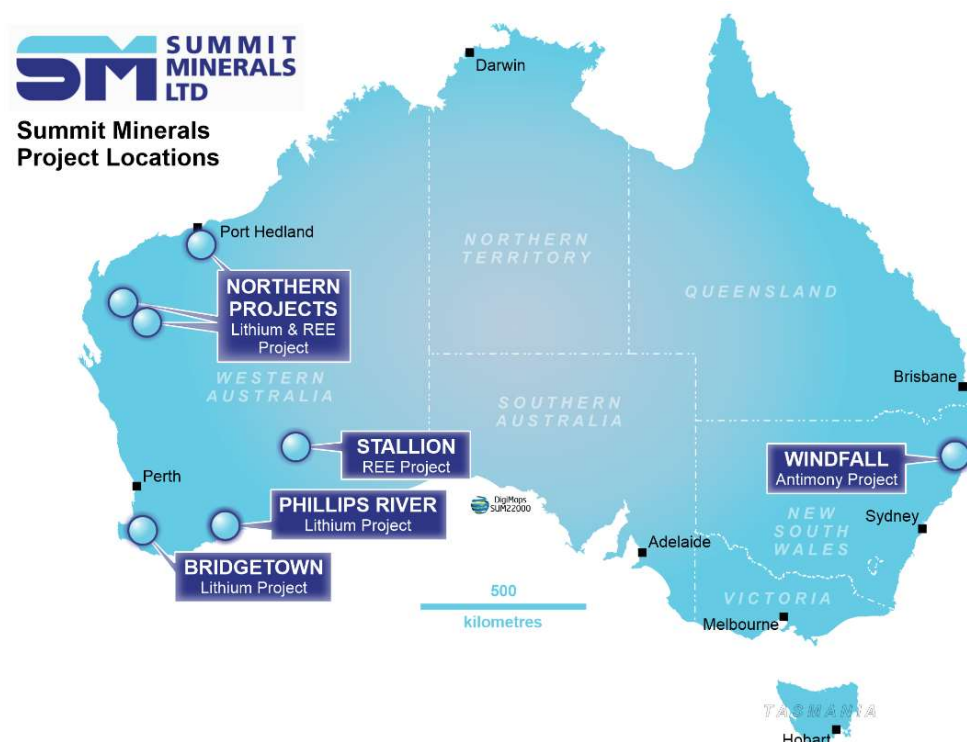 SM SUMMIT
MINERALS
LTD
Summit Minerals
Project Locations
Darwin
Port Hedland
NORTHERN
PROJECTS
Lithium & REE
Project
NORTHERN
TERRITORY
QUEENSLAND
WESTERN
AUSTRALIA
SOUTHERN
AUSTRALIA
Brisbane
STALLION
REE Project
WINDFALL
Antimony Project
Perth
PHILLIPS RIVER
Lithium Project
DigiMaps
SUM22000
NEW
SOUTH
WALES
Sydney
Adelaide
BRIDGETOWN
Lithium Project
500
kilometres
VICTORIA
Melbourne
TASMANIA
Hobart